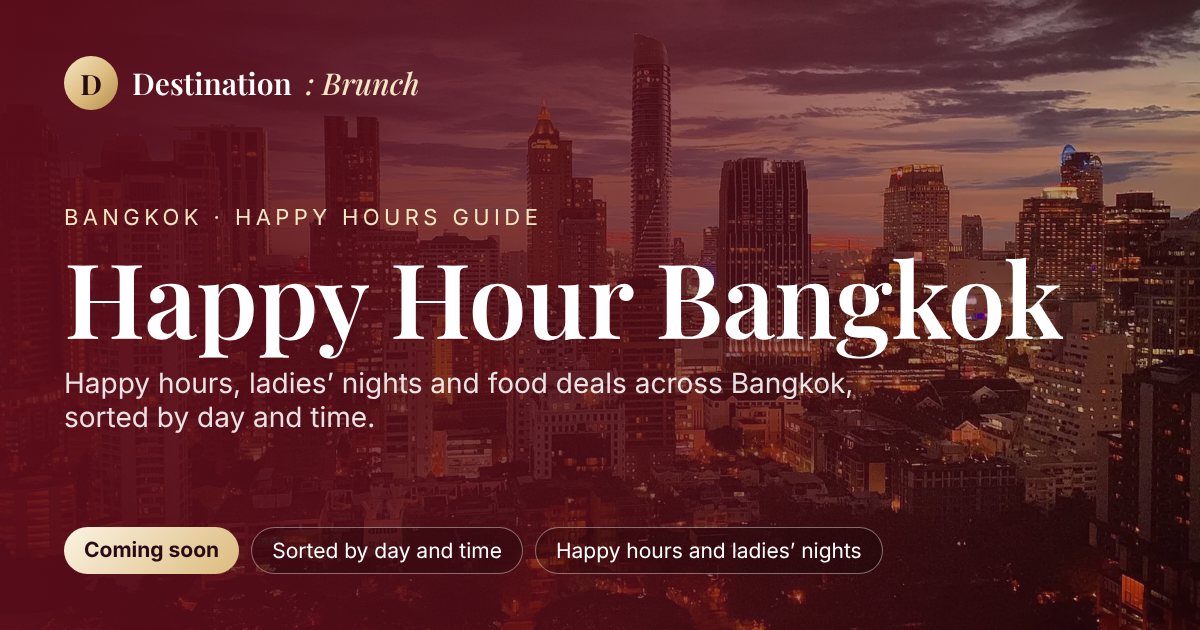 D Destination : Brunch
BANGKOK · HAPPY HOURS GUIDE
Happy Hour Bangkok
Happy hours, ladies’ nights and food deals across Bangkok,
sorted by day and time.
Coming soon Sorted by day and time Happy hours and ladies’ nights